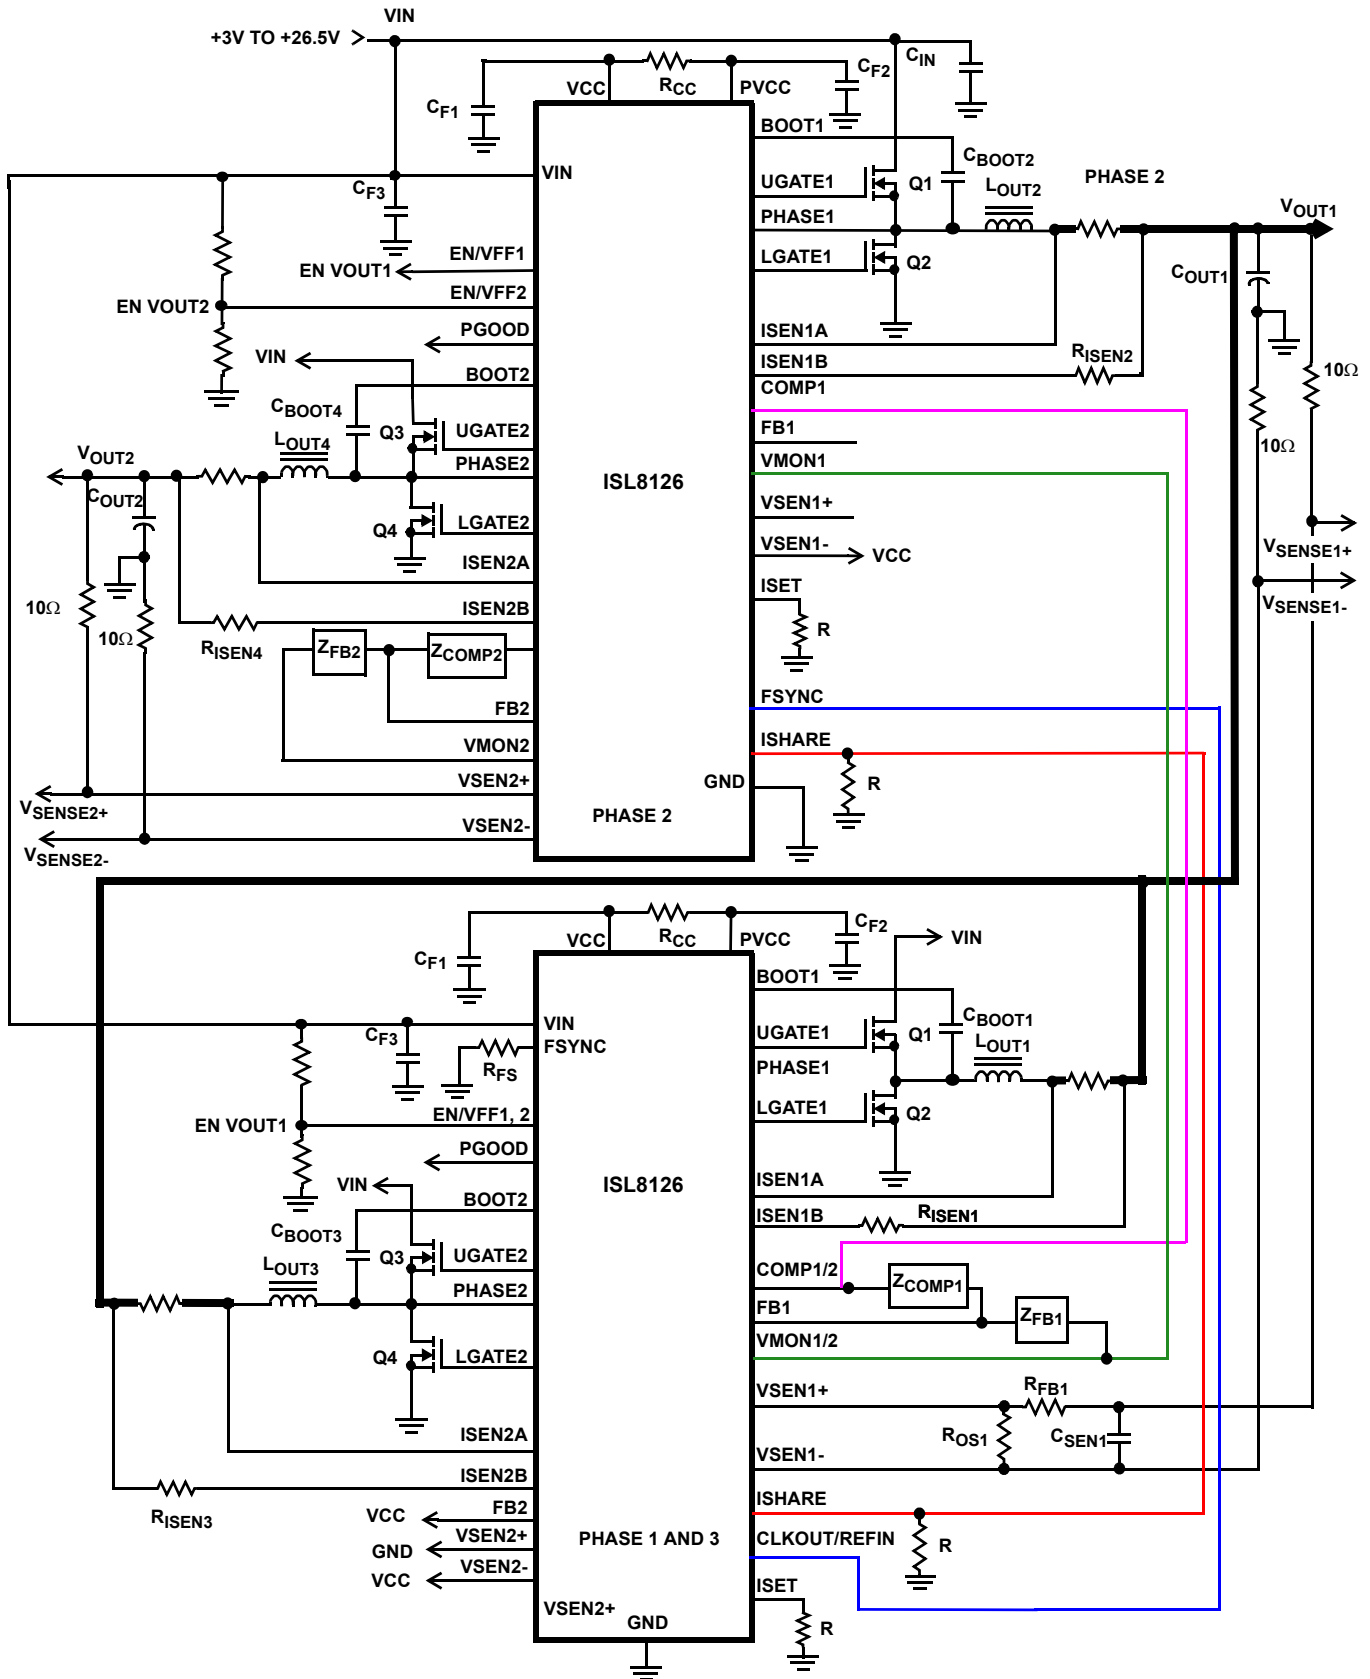 VIN
+3V TO +26.5V
CIN
CF2
VCC
RCC
PVCC
CF1
BOOT1
CBOOT2
VIN
CF3
UGATE1
Q1
LOUT2
PHASE 2
VOUT1
PHASE1
EN/VFF1
LGATE1
Q2
EN VOUT1
COUT1
EN VOUT2
EN/VFF2
PGOOD
ISEN1A
VIN
ISEN1B
RISEN2
10Ω
BOOT2
COMP1
CBOOT4
Q3
UGATE2
FB1
10Ω
VOUT2
LOUT4
PHASE2
VMON1
ISL8126
COUT2
VSEN1+
Q4
LGATE2
VSENSE1+
VSEN1-
VCC
ISEN2A
ISET
VSENSE1-
10Ω
ISEN2B
R
10Ω
RISEN4
ZFB2
ZCOMP2
FB2
FSYNC
VMON2
ISHARE
VSEN2+
GND
R
VSENSE2+
PHASE 2
VSEN2-
VSENSE2-
VCC
RCC
PVCC
CF2
VIN
CF1
BOOT1
VIN
CF3
UGATE1
Q1
CBOOT1
FSYNC
LOUT1
RFS
PHASE1
EN/VFF1, 2
LGATE1
Q2
EN VOUT1
PGOOD
VIN
ISL8126
ISEN1A
BOOT2
CBOOT3
ISEN1B
RISEN1
Q3
UGATE2
LOUT3
COMP1/2
ZCOMP1
PHASE2
FB1
ZFB1
VMON1/2
Q4
LGATE2
VSEN1+
RFB1
ISEN2A
ROS1
CSEN1
VSEN1-
ISEN2B
ISHARE
RISEN3
FB2
VCC
VSEN2+
PHASE 1 AND 3
CLKOUT/REFIN
R
GND
VSEN2-
VCC
ISET
VSEN2+
GND
R